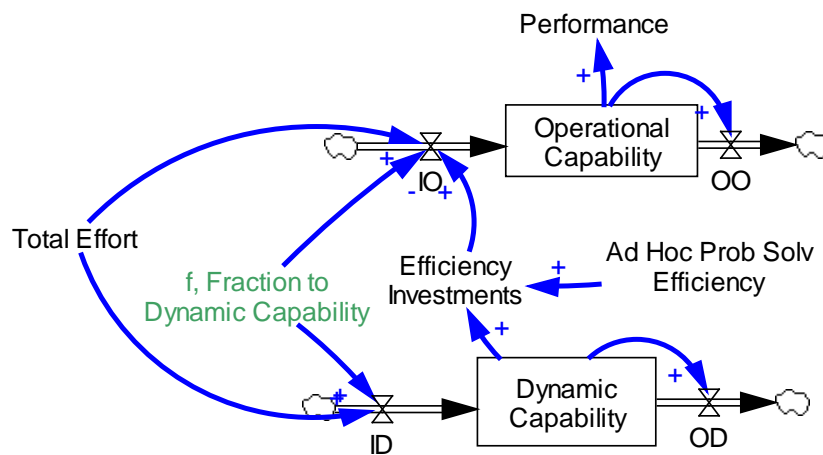 Performance
+
Operational
Capability
+
+
-
+
IO
OO
Total Effort
f, Fraction to
Dynamic Capability
Efficiency
Investments
+
Ad Hoc Prob Solv
Efficiency
+
Dynamic
Capability
+
+
+
ID
OD